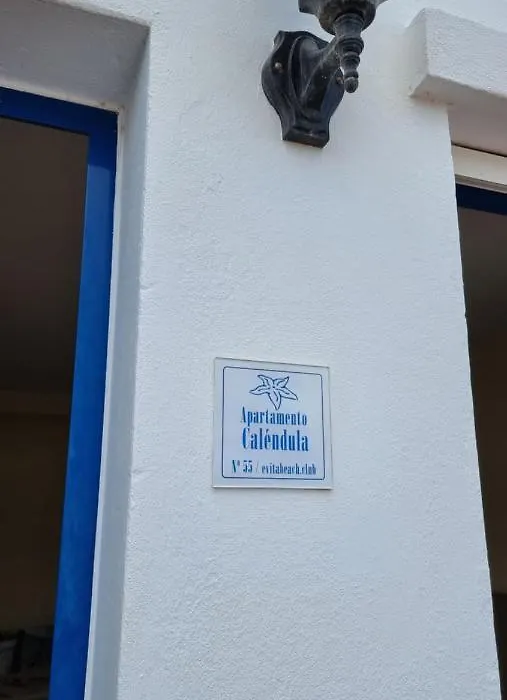 Apartamento
Caléndula
Nº 55 / evitabeach.club